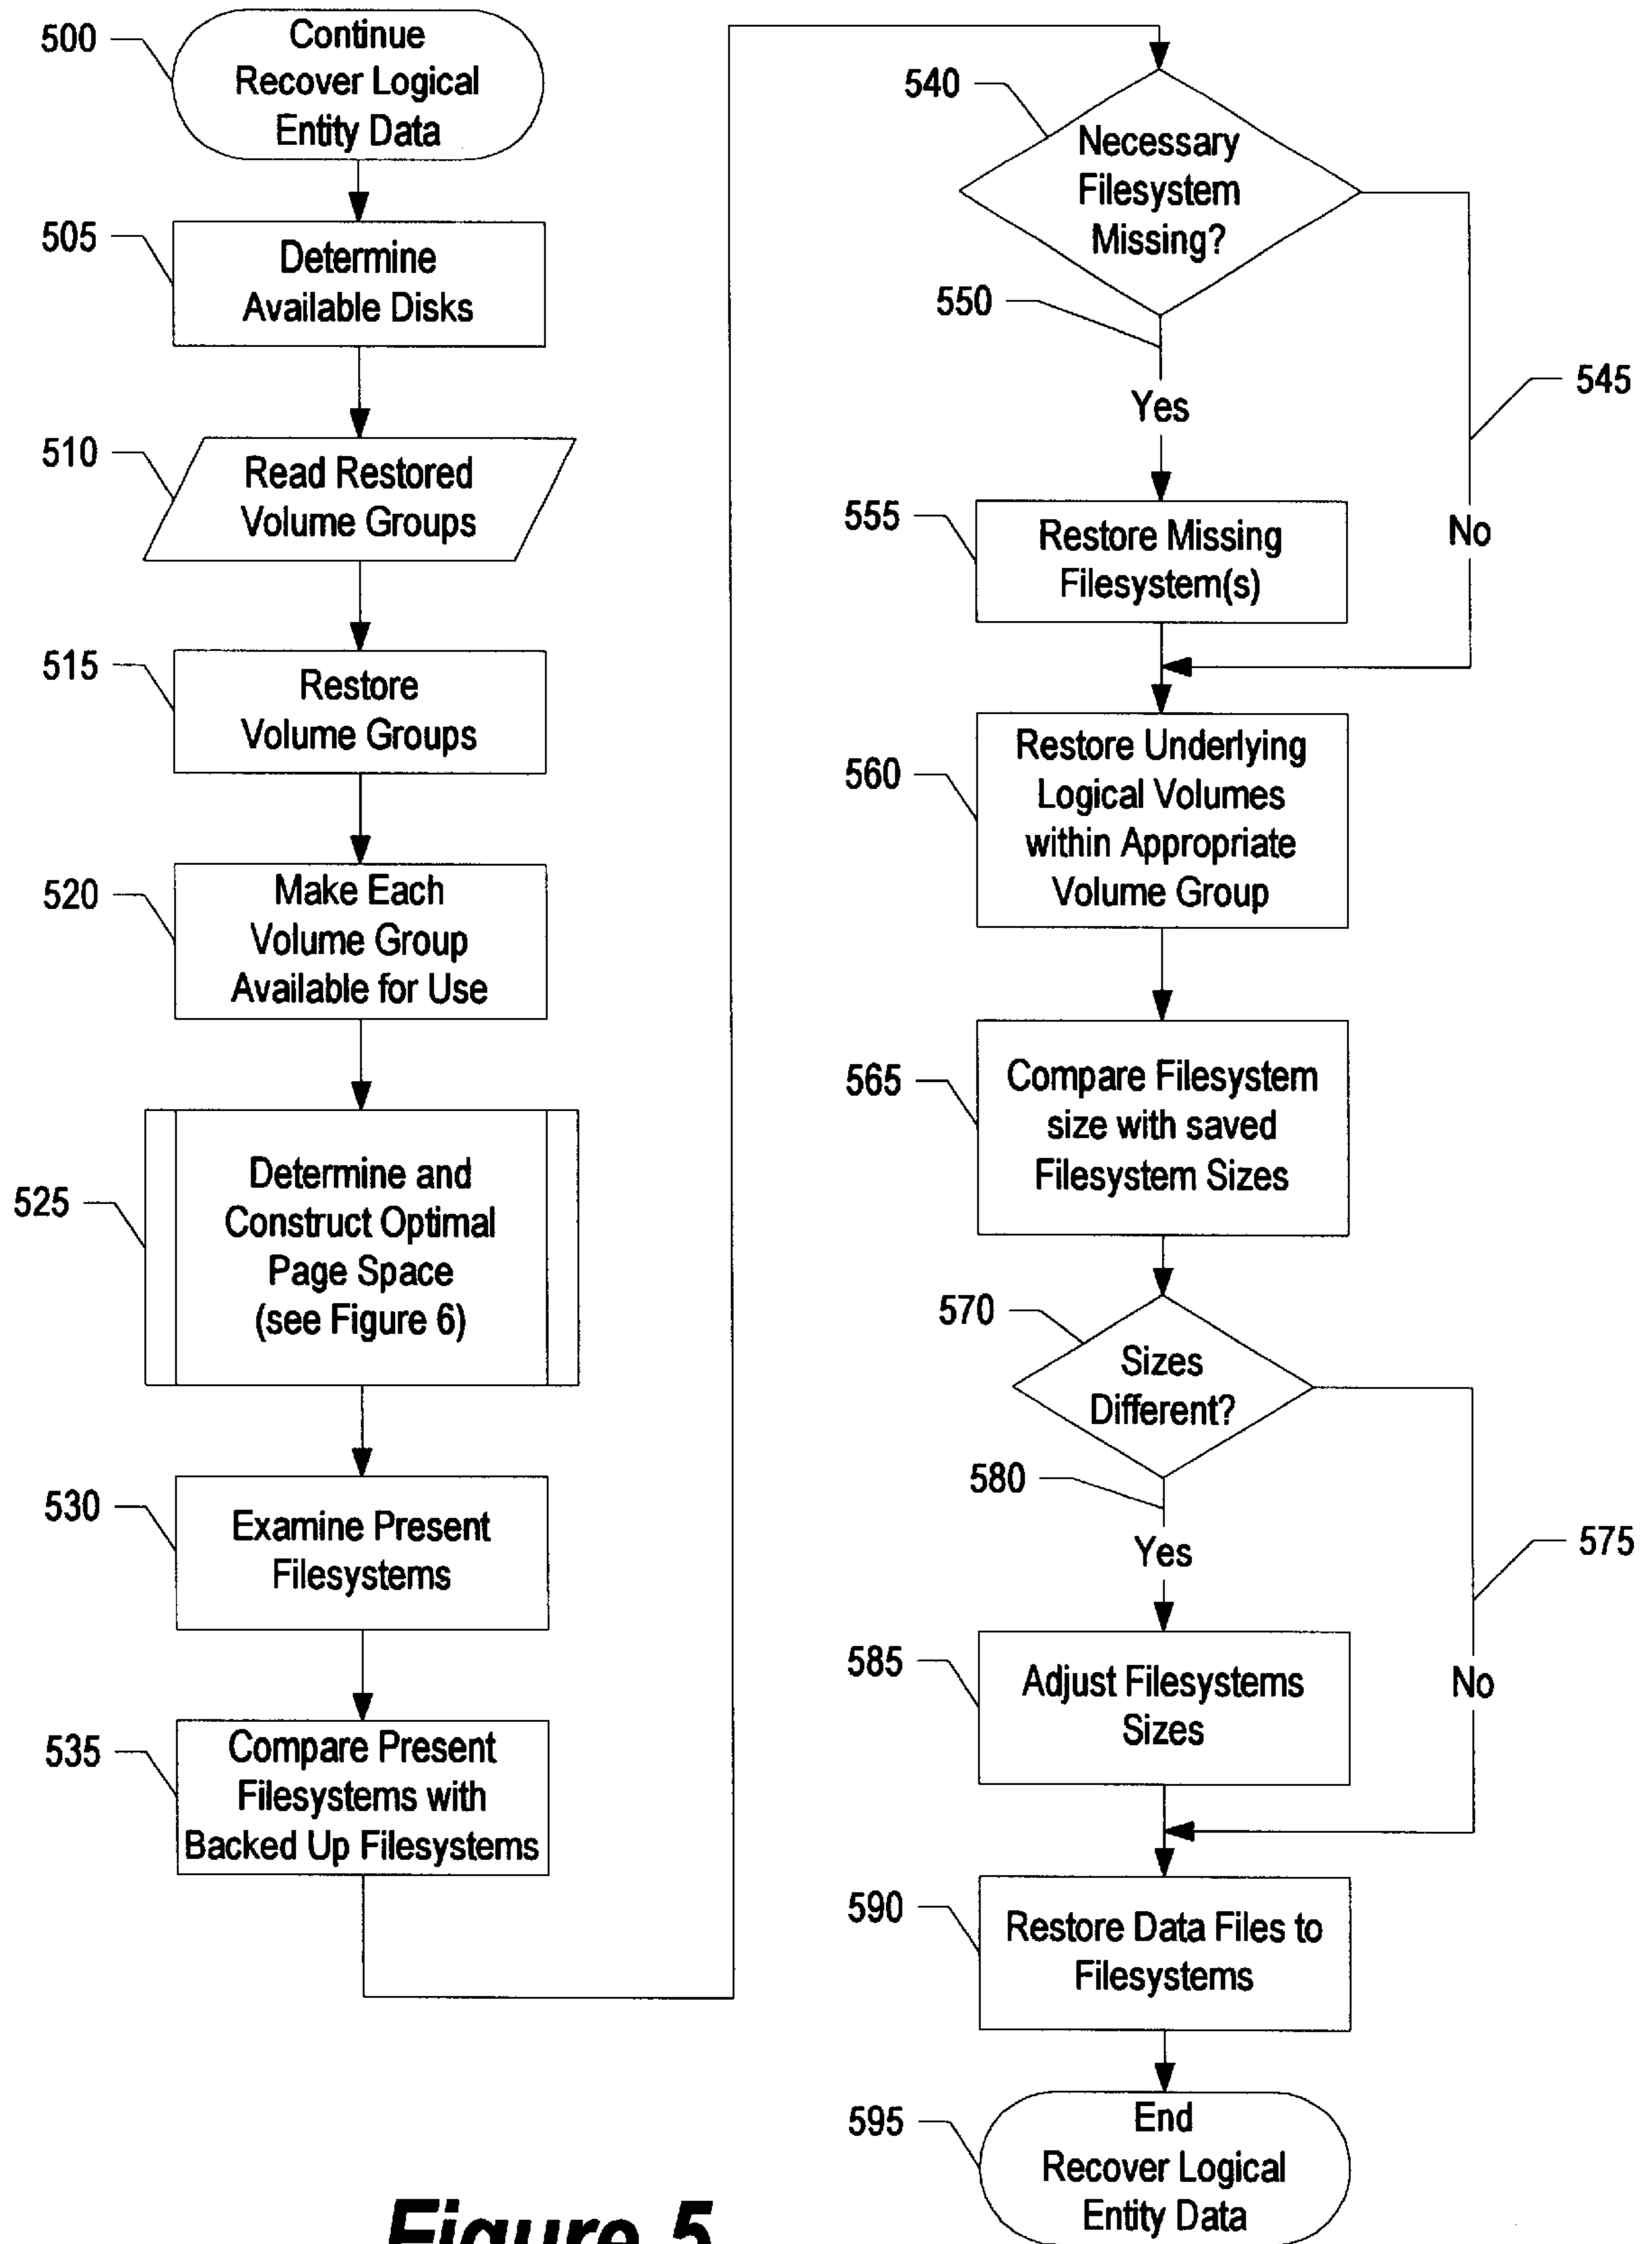 500
Continue
Recover Logical
Entity Data
505
Determine
Available Disks
510
Read Restored
Volume Groups
515
Restore
Volume Groups
520
Make Each
Volume Group
Available for Use
525
Determine and
Construct Optimal
Page Space
(see Figure 6)
530
Examine Present
Filesystems
535
Compare Present
Filesystems with
Backed Up Filesystems
540
Necessary
Filesystem
Missing?
550
Yes
545
No
555
Restore Missing
Filesystem(s)
560
Restore Underlying
Logical Volumes
within Appropriate
Volume Group
565
Compare Filesystem
size with saved
Filesystem Sizes
570
Sizes
Different?
580
Yes
575
No
585
Adjust Filesystems
Sizes
590
Restore Data Files to
Filesystems
595
End
Recover Logical
Entity Data
Figure 5